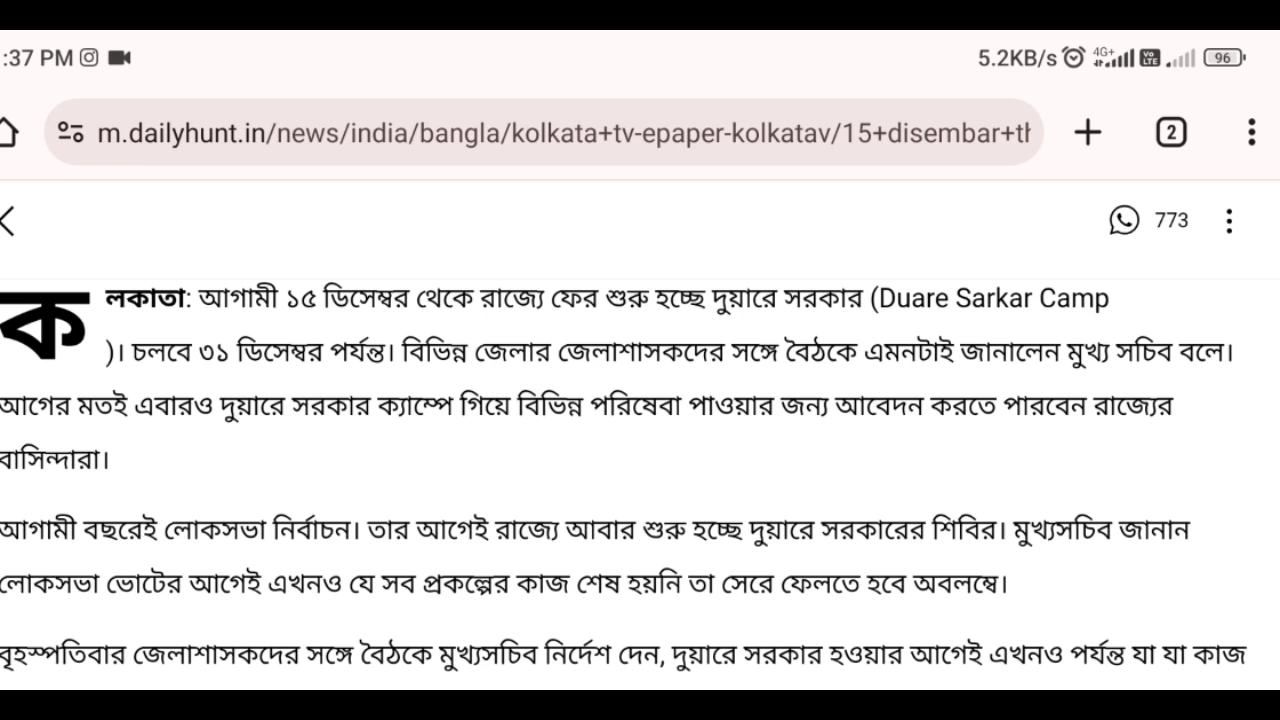 :37 PM
5.2KB/s 4G+ Vo LTE 96
m.dailyhunt.in/news/india/bangla/kolkata+tv-epaper-kolkatav/15+disembar+th
2
773
কলকাতা: আগামী ১৫ ডিসেম্বর থেকে রাজ্যে ফের শুরু হচ্ছে দুয়ারে সরকার (Duare Sarkar Camp
)। চলবে ৩১ ডিসেম্বর পর্যন্ত। বিভিন্ন জেলার জেলাশাসকদের সঙ্গে বৈঠকে এমনটাই জানালেন মুখ্য সচিব বলে।
আগের মতই এবারও দুয়ারে সরকার ক্যাম্পে গিয়ে বিভিন্ন পরিষেবা পাওয়ার জন্য আবেদন করতে পারবেন রাজ্যের
বাসিন্দারা।
আগামী বছরেই লোকসভা নির্বাচন। তার আগেই রাজ্যে আবার শুরু হচ্ছে দুয়ারে সরকারের শিবির। মুখ্যসচিব জানান
লোকসভা ভোটের আগেই এখনও যে সব প্রকল্পের কাজ শেষ হয়নি তা সেরে ফেলতে হবে অবলম্বে।
বৃহস্পতিবার জেলাশাসকদের সঙ্গে বৈঠকে মুখ্যসচিব নির্দেশ দেন, দুয়ারে সরকার হওয়ার আগেই এখনও পর্যন্ত যা যা কাজ